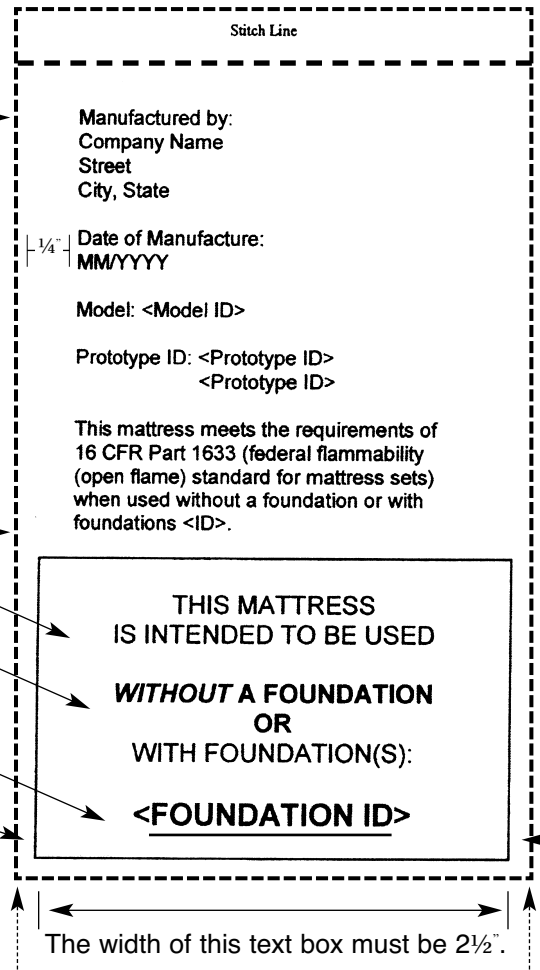 Stitch Line
Manufactured by:
Company Name
Street
City, State
¼"
Date of Manufacture:
MM/YYYY
Model: <Model ID>
Prototype ID: <Prototype ID>
<Prototype ID>
This mattress meets the requirements of
16 CFR Part 1633 (federal flammability
(open flame) standard for mattress sets)
when used without a foundation or with
foundations <ID>.
THIS MATTRESS
IS INTENDED TO BE USED
WITHOUT A FOUNDATION
OR
WITH FOUNDATION(S):
<FOUNDATION ID>
The width of this text box must be 2½".